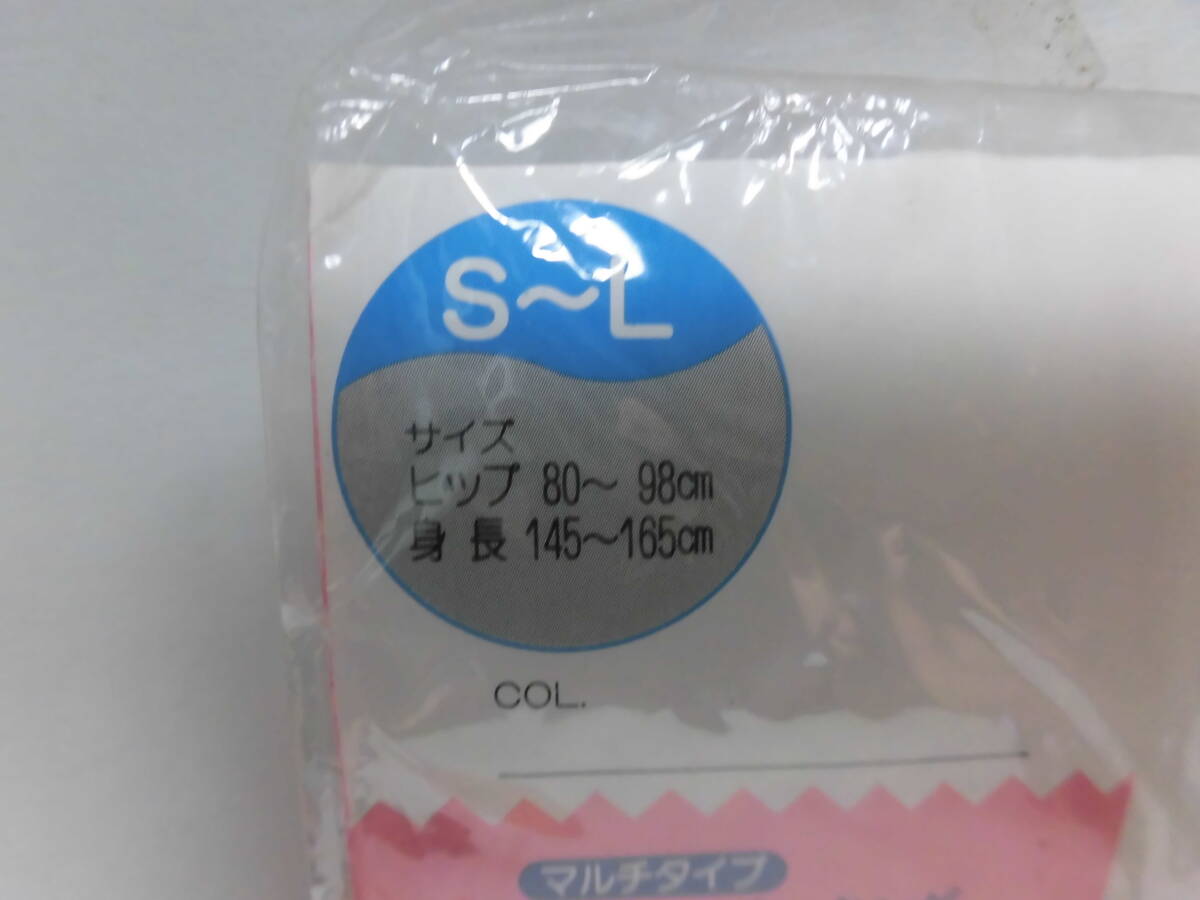 S〜L
サイズ
ヒップ 80〜98cm
身長 145〜165cm
COL.
マルチタイプ